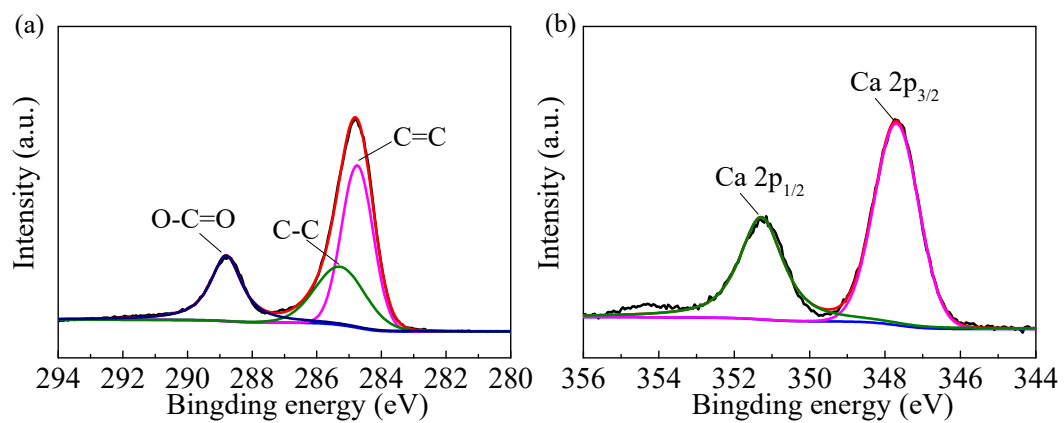 (a)
Intensity (a.u.)
C=C
O-C=O
C-C
294 292 290 288 286 284 282 280
Bingding energy (eV)
(b)
Intensity (a.u.)
Ca 2p3/2
Ca 2p1/2
356 354 352 350 348 346 344
Bingding energy (eV)